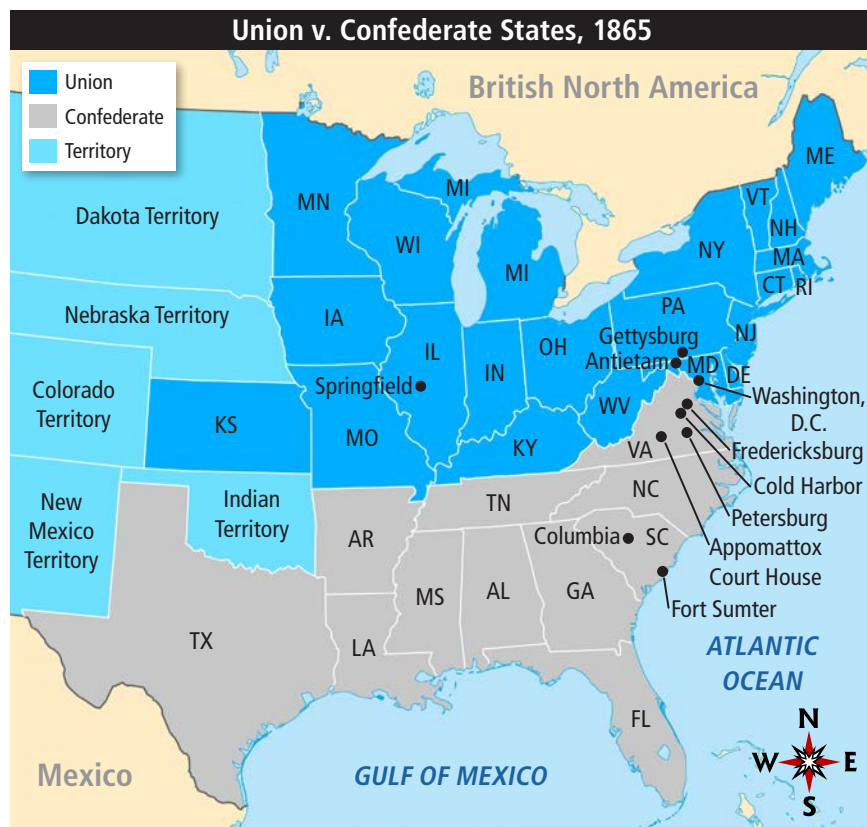 Union v. Confederate States, 1865
Union
Confederate
Territory
British North America
ME
VT
NH
MN
MI
Dakota Territory
WI
NY
MA
MI
CT
RI
Nebraska Territory
IA
PA
Gettysburg
NJ
IL
IN
OH
Antietam
MD
DE
Colorado
Territory
Springfield
Washington,
D.C.
KS
MO
WV
KY
VA
Fredericksburg
Cold Harbor
New
Mexico
Territory
Indian
Territory
TN
NC
Petersburg
AR
Columbia
SC
Appomattox
Court House
MS
AL
GA
Fort Sumter
TX
LA
ATLANTIC
OCEAN
FL
Mexico
GULF OF MEXICO
N
W
E
S